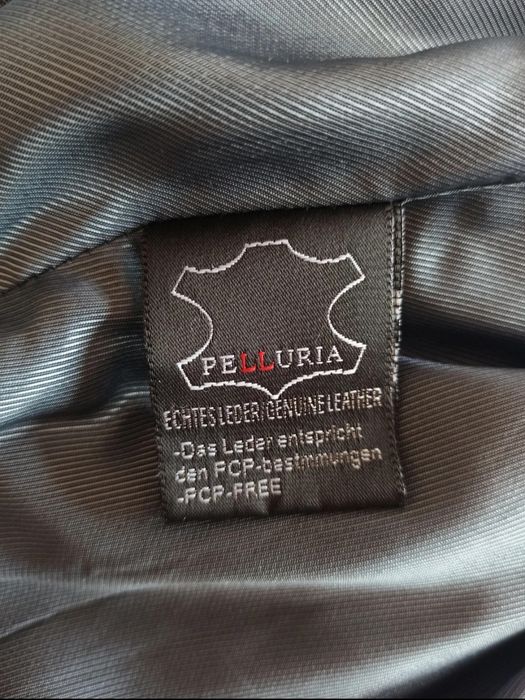 PELLURIA
ECHTES LEDER/GENUINE LEATHER
-Das Leder entspricht
den PCP-bestimmungen
-PCP-FREE